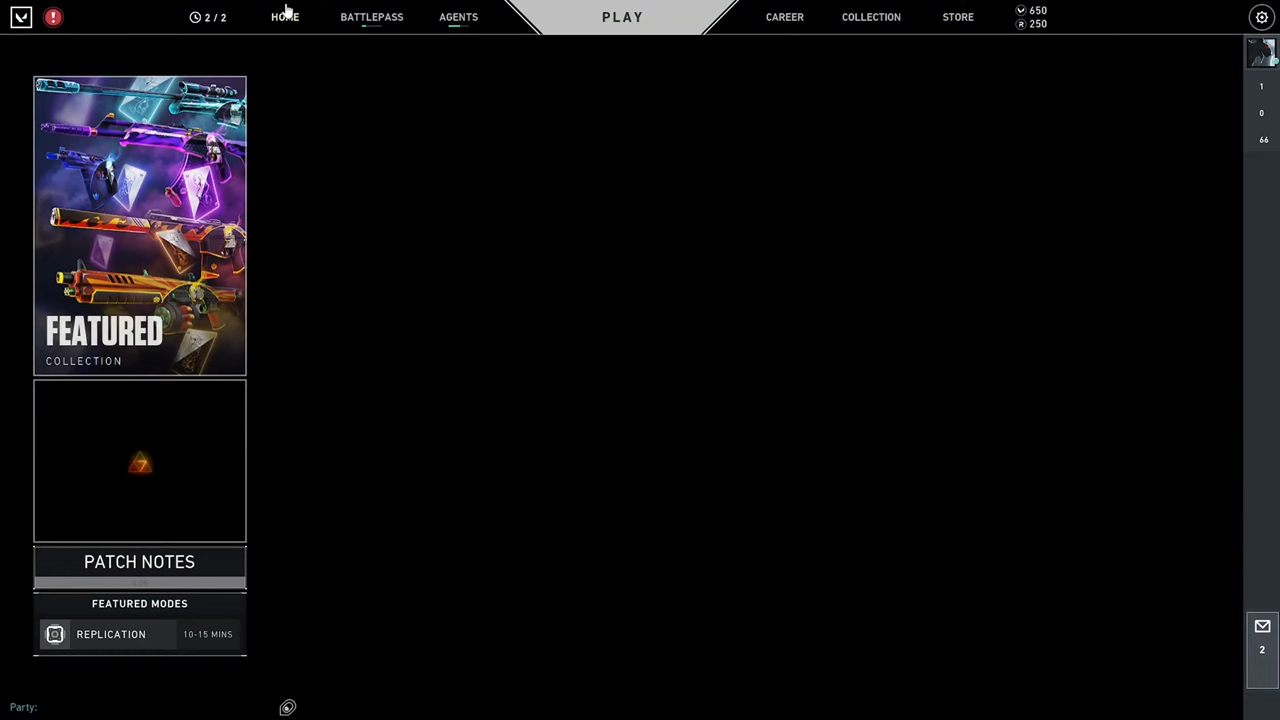 2 / 2
HOME
BATTLEPASS
AGENTS
PLAY
CAREER
COLLECTION
STORE
650
R 250
1
0
66
FEATURED
COLLECTION
PATCH NOTES
FEATURED MODES
REPLICATION 10-15 MINS
2
Party: